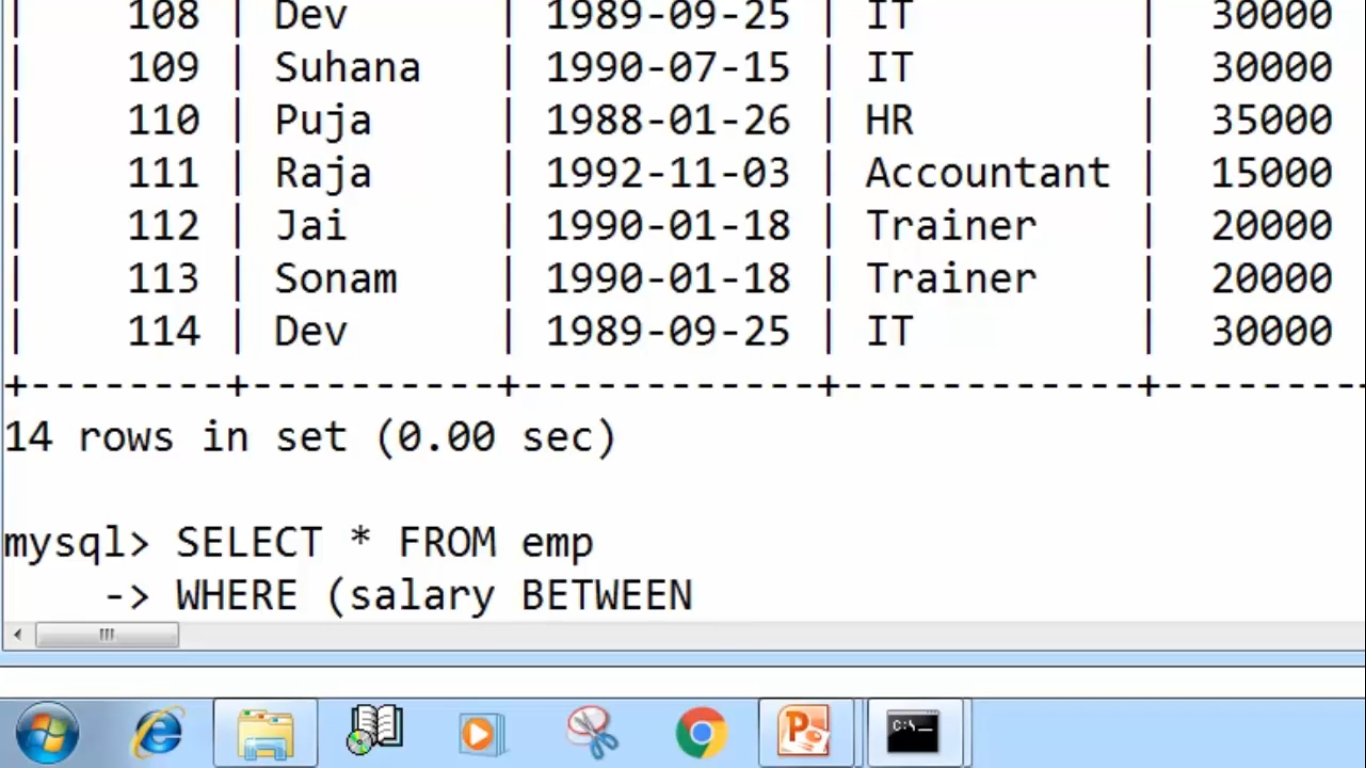 | 108 | Dev | 1989-09-25 | IT | 30000
| 109 | Suhana | 1990-07-15 | IT | 30000
| 110 | Puja | 1988-01-26 | HR | 35000
| 111 | Raja | 1992-11-03 | Accountant | 15000
| 112 | Jai | 1990-01-18 | Trainer | 20000
| 113 | Sonam | 1990-01-18 | Trainer | 20000
| 114 | Dev | 1989-09-25 | IT | 30000
+--------+----------+------------+------------+--------
14 rows in set (0.00 sec)
mysql> SELECT * FROM emp
-> WHERE (salary BETWEEN
C:\_